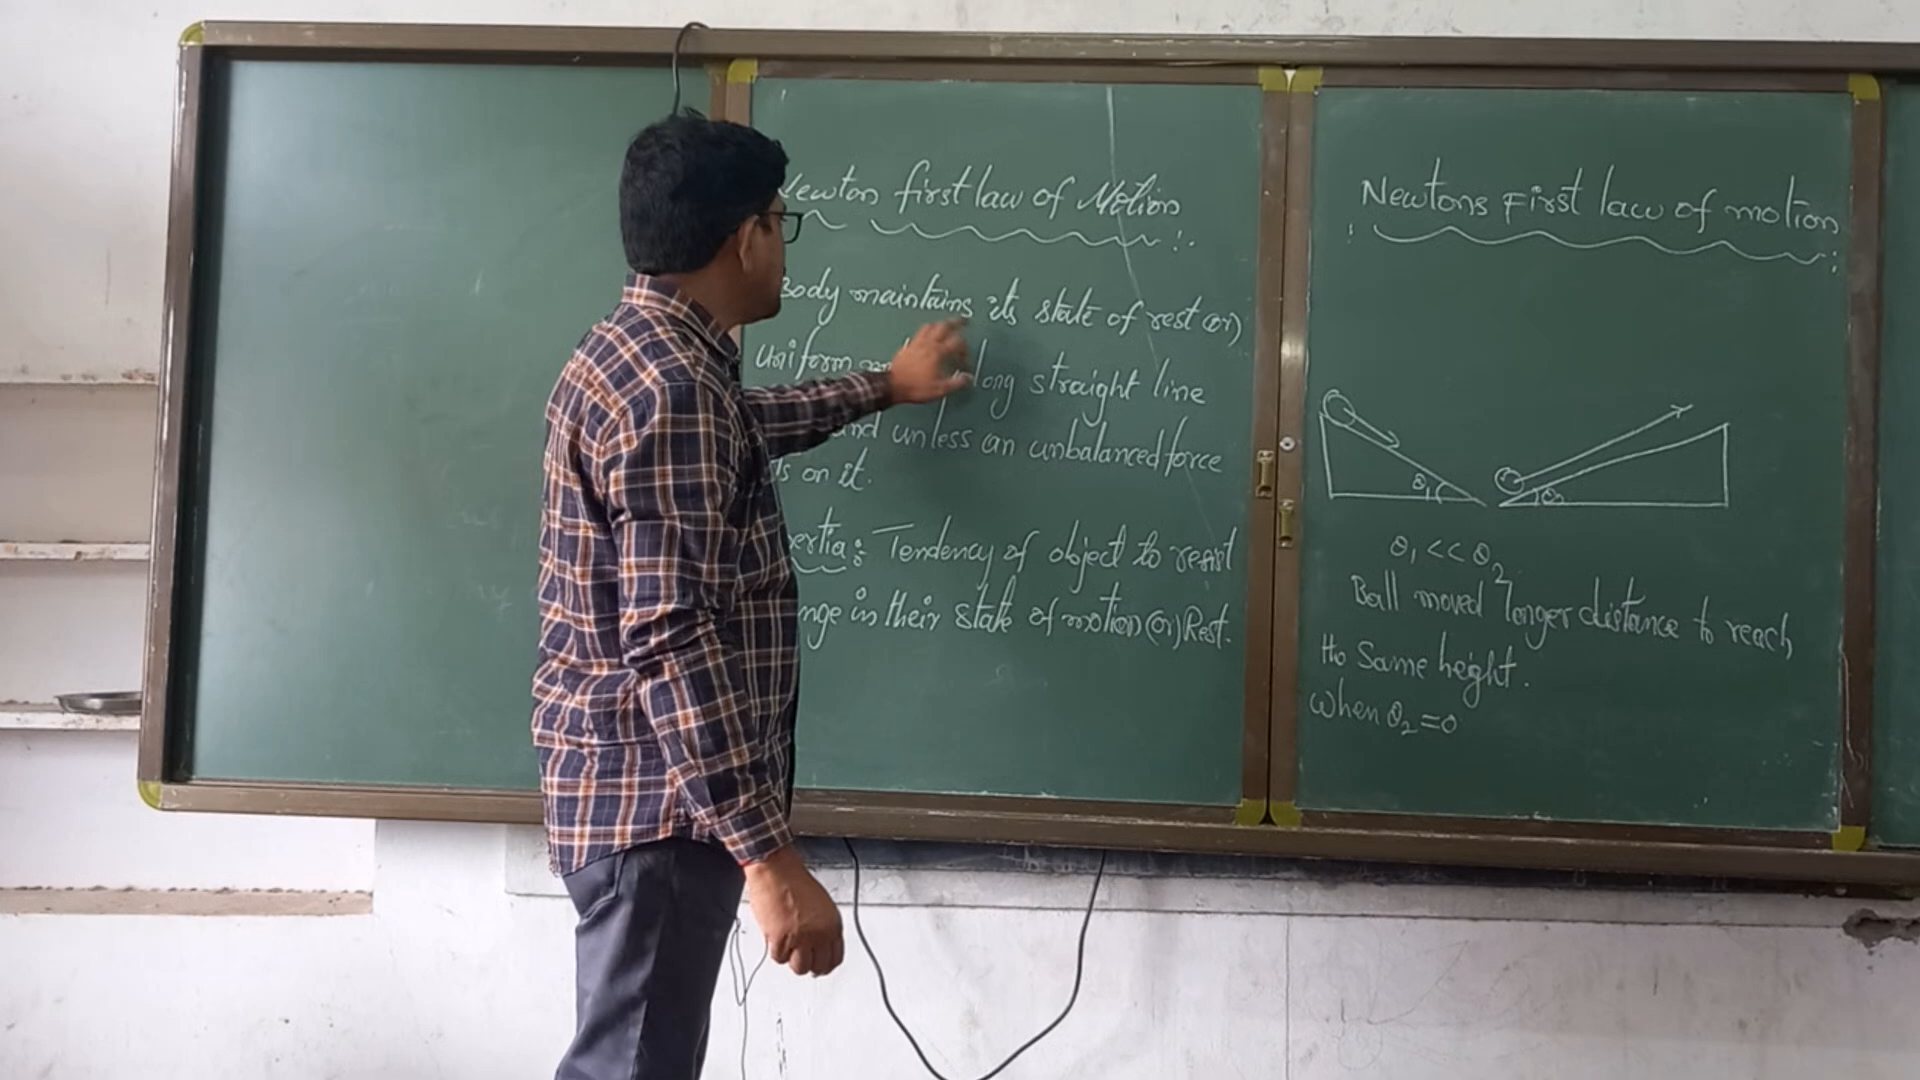 Newton first law of Motion
Body maintains its state of rest (or)
Uniform along straight line
and unless an unbalanced force
on it.
ertia: Tendency of object to resist
nge in their state of motion (or) Rest.
Newtons First law of motion
θ1 θ2
θ1 << θ2
Ball moved longer distance to reach
the Same height.
When θ2 = 0